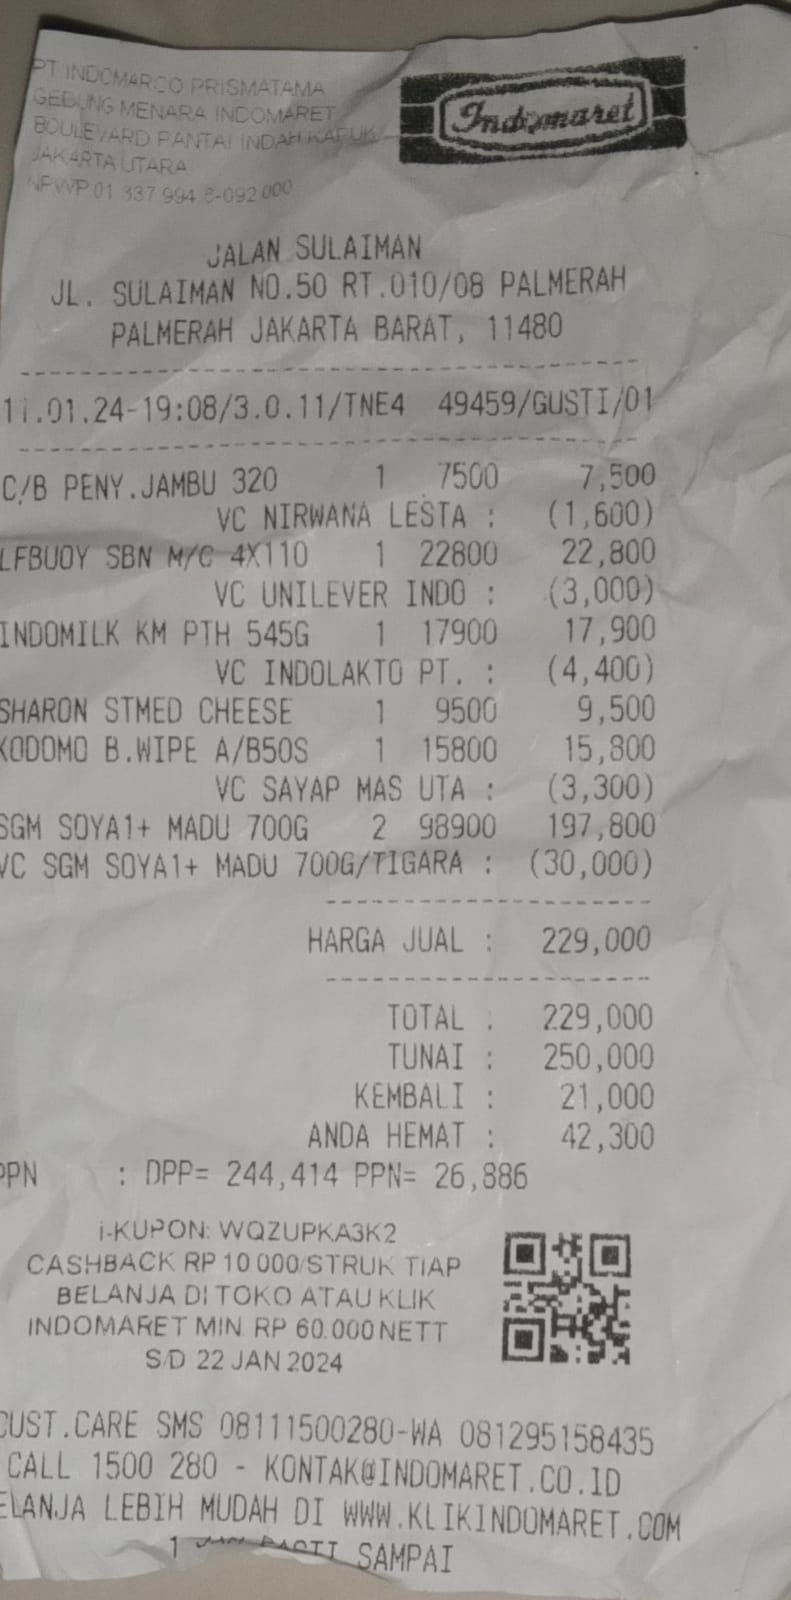 PT INDOMARCO PRISMATAMA
GEDUNG MENARA INDOMARET
BOULEVARD PANTAI INDAH KAPUK
JAKARTA UTARA
NPWP 01 337 994 6-092 000
Indomaret
JALAN SULAIMAN
JL. SULAIMAN NO.50 RT.010/08 PALMERAH
PALMERAH JAKARTA BARAT, 11480
11.01.24-19:08/3.0.11/TNE4 49459/GUSTI/01
C/B PENY.JAMBU 320 1 7500 7,500
VC NIRWANA LESTA : (1,600)
LFBUOY SBN M/C 4X110 1 22800 22,800
VC UNILEVER INDO : (3,000)
INDOMILK KM PTH 545G 1 17900 17,900
VC INDOLAKTO PT. : (4,400)
SHARON STMED CHEESE 1 9500 9,500
KODOMO B.WIPE A/B50S 1 15800 15,800
VC SAYAP MAS UTA : (3,300)
SGM SOYA1+ MADU 700G 2 98900 197,800
VC SGM SOYA1+ MADU 700G/TIGARA : (30,000)
HARGA JUAL : 229,000
TOTAL : 229,000
TUNAI : 250,000
KEMBALI : 21,000
ANDA HEMAT : 42,300
PPN : DPP= 244,414 PPN= 26,886
i-KUPON: WQZUPKA3K2
CASHBACK RP 10 000/STRUK TIAP
BELANJA DI TOKO ATAU KLIK
INDOMARET MIN. RP 60.000 NETT
S/D 22 JAN 2024
CUST.CARE SMS 08111500280-WA 081295158435
CALL 1500 280 - KONTAK@INDOMARET.CO.ID
BELANJA LEBIH MUDAH DI WWW.KLIKINDOMARET.COM
1 SAMPAI